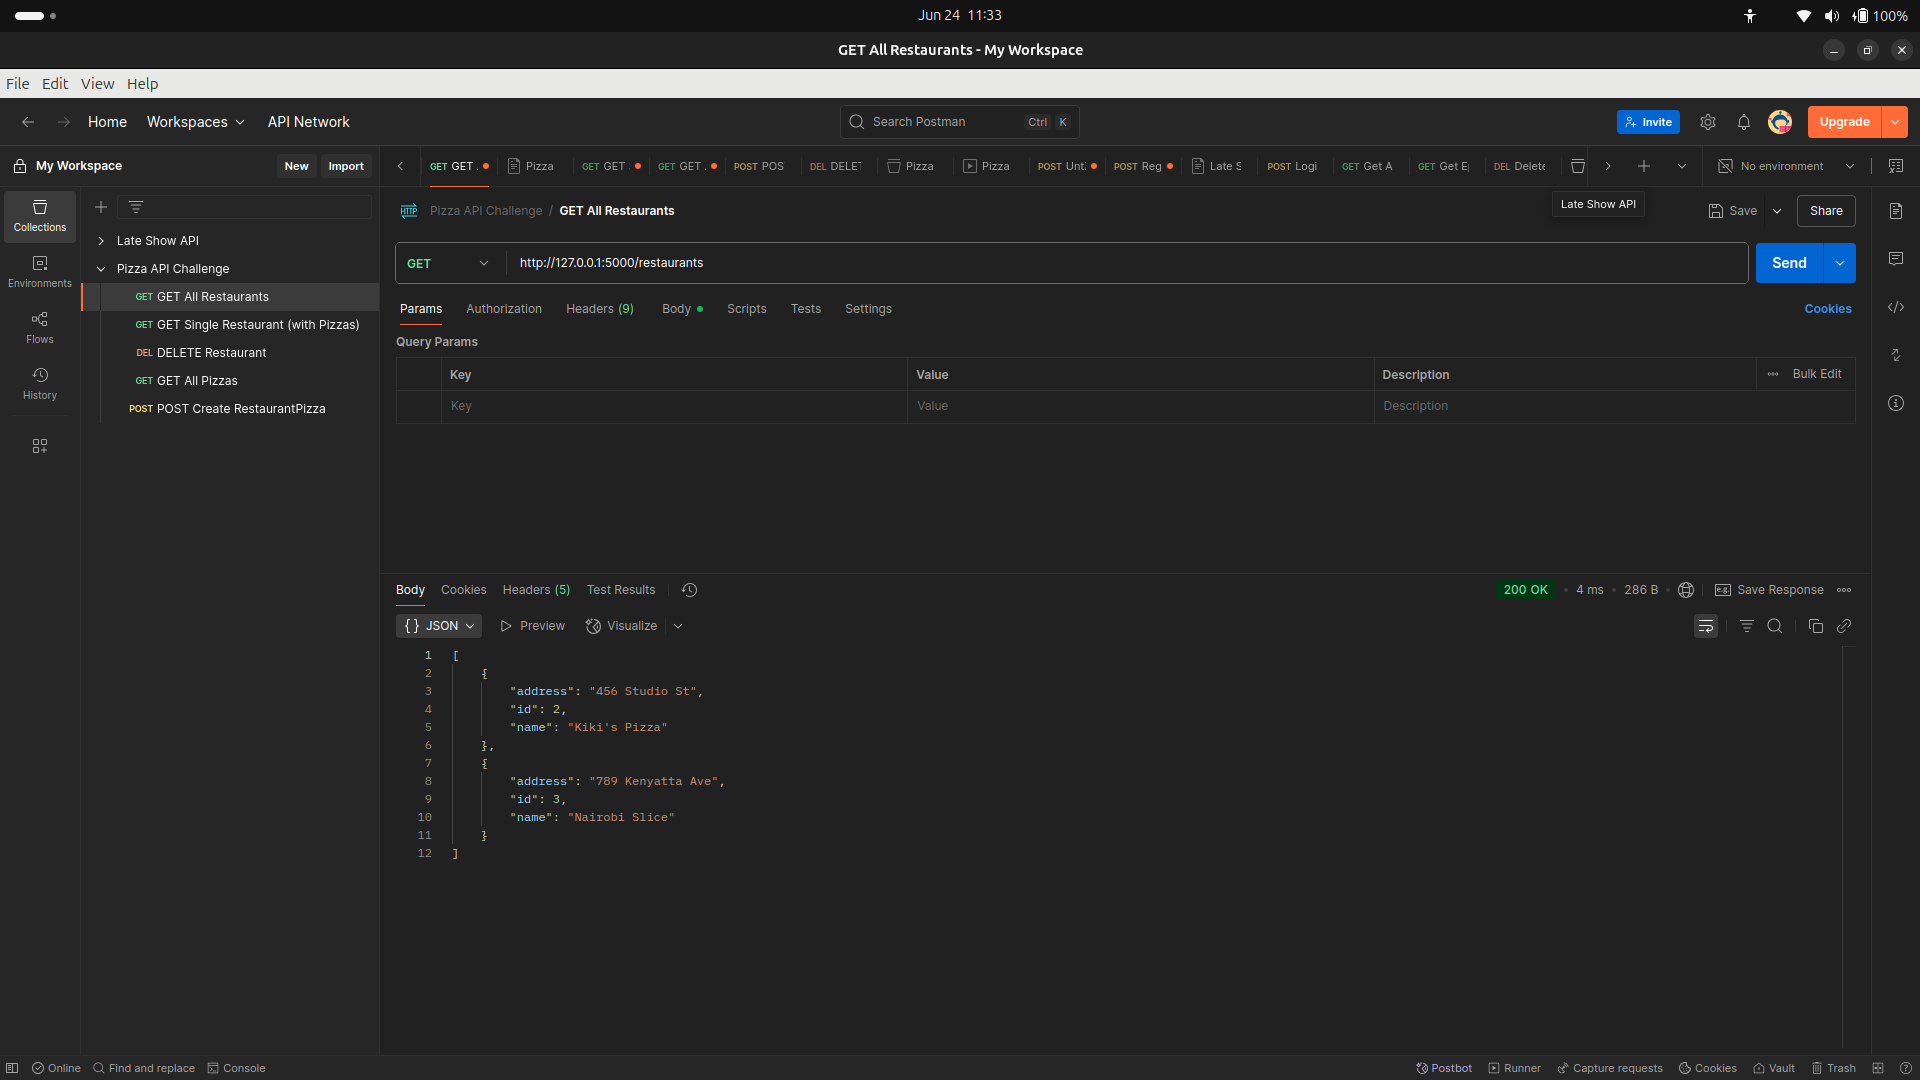 Jun 24 11:33
100%
GET All Restaurants - My Workspace
File Edit View Help
Home Workspaces API Network
Search Postman Ctrl K
Invite
Upgrade
My Workspace New Import
GET GET . Pizza GET GET GET GET . POST POS DEL DELET Pizza Pizza POST Unti POST Reg Late S POST Logi GET Get A GET Get E DEL Delete
No environment
Late Show API
Collections
Environments
Flows
History
Late Show API
Pizza API Challenge
GET GET All Restaurants
GET GET Single Restaurant (with Pizzas)
DEL DELETE Restaurant
GET GET All Pizzas
POST POST Create RestaurantPizza
HTTP Pizza API Challenge / GET All Restaurants
Save Share
GET http://127.0.0.1:5000/restaurants Send
Params Authorization Headers (9) Body Scripts Tests Settings Cookies
Query Params
Key Value Description Bulk Edit
Key Value Description
Body Cookies Headers (5) Test Results
200 OK • 4 ms • 286 B • e.g. Save Response
{} JSON Preview Visualize
1 [
2 {
3 "address": "456 Studio St",
4 "id": 2,
5 "name": "Kiki's Pizza"
6 },
7 {
8 "address": "789 Kenyatta Ave",
9 "id": 3,
10 "name": "Nairobi Slice"
11 }
12 ]
Online Find and replace Console
Postbot Runner Capture requests Cookies Vault Trash